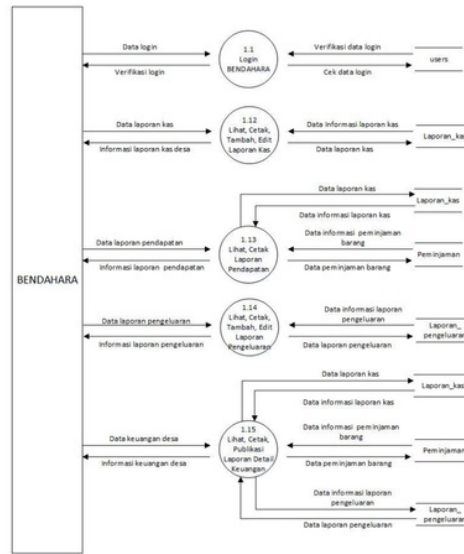 BENDAHARA
Data login
Verifikasi login
1.1
Login
BENDAHARA
Verifikasi data login
Cek data login
users
Data laporan kas
Informasi laporan kas desa
1.12
Lihat, Cetak,
Tambah, Edit
Laporan Kas
Data Informasi laporan kas
Data laporan kas
Laporan_kas
Data laporan kas
Data informasi laporan kas
Laporan_kas
Data laporan pendapatan
Informasi laporan pendapatan
1.13
Lihat, Cetak
Laporan
Pendapatan
Data informasi peminjaman
barang
Data peminjaman barang
Peminjaman
Data laporan pengeluaran
Informasi laporan pengeluaran
1.14
Lihat, Cetak,
Tambah, Edit
Laporan
Pengeluaran
Data informasi laporan
pengeluaran
Data laporan pengeluaran
Laporan_
pengeluaran
Data laporan kas
Data informasi laporan kas
Laporan_kas
Data keuangan desa
Informasi keuangan desa
1.15
Lihat, Cetak,
Publikasi
Laporan Detail
Keuangan
Data informasi peminjaman
barang
Data peminjaman barang
Peminjaman
Data informasi laporan
pengeluaran
Data laporan pengeluaran
Laporan_
pengeluaran